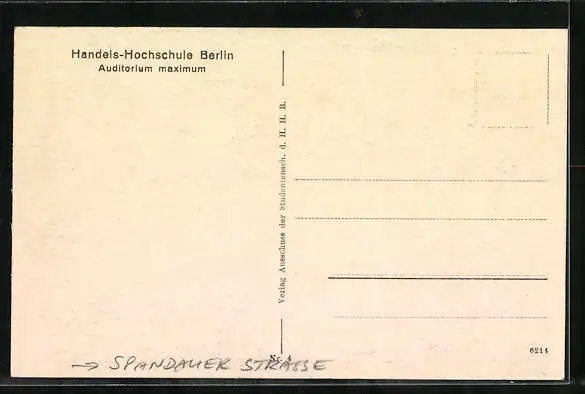 Handels-Hochschule Berlin
Auditorium maximum
Verlag Ausschuss der Studentensch. d. H. H. B.
Nr. 4
6214
→ SPANDAUER STRASSE